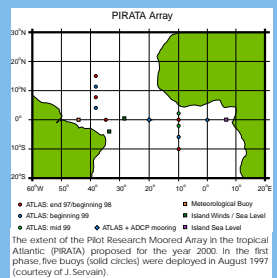 PIRATA Array
30°N
20°N
10°N
0°
10°S
20°S
60°W 50°W 40°W 30°W 20°W 10°W 0° 10°E 20°E
ATLAS: end 97/beginning 98
Meteorological Buoy
ATLAS: beginning 99
Island Winds / Sea Level
ATLAS: mid 99
ATLAS + ADCP mooring
Island Sea Level
The extent of the Pilot Research Moored Array in the tropical
Atlantic (PIRATA) proposed for the year 2000. In the first
phase, five buoys (solid circles) were deployed in August 1997
(courtesy of J. Servain).